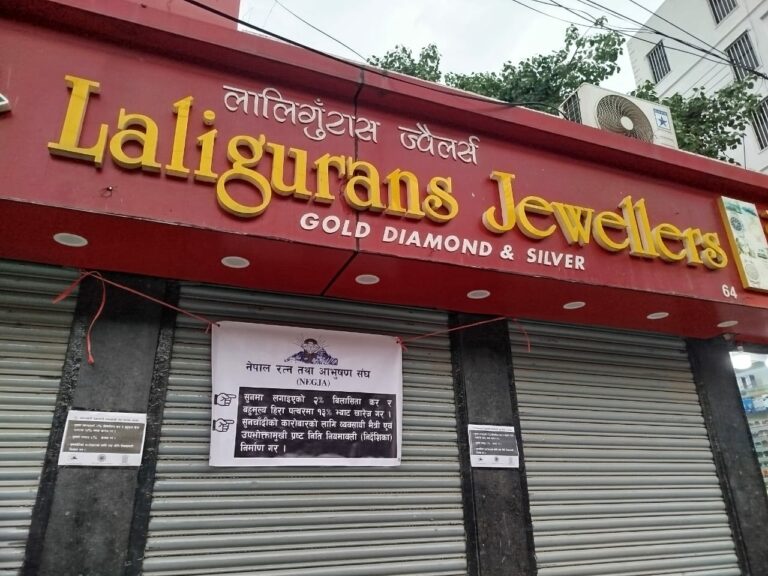 लालिगुँरास ज्वैलर्स
Laligurans Jewellers
GOLD DIAMOND & SILVER
64
नेपाल रत्न तथा आभुषण संघ
(NEGJA)
सुनमा लगाइएको २% बिलासिता कर र
बहुमूल्य हिरा पत्थरमा १३% भ्याट खारेज गर ।
सुनचाँदीको कारोबारको लागि व्यवसायी मैत्री एवं
उपभोक्तामुखी प्रष्ट निति नियमावली (निर्देशिका)
निर्माण गर ।